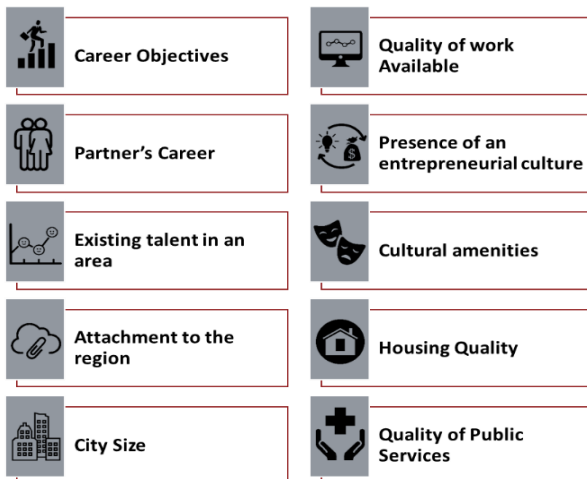 Career Objectives
Quality of work
Available
Partner's Career
Presence of an
entrepreneurial culture
Existing talent in an
area
Cultural amenities
Attachment to the
region
Housing Quality
City Size
Quality of Public
Services